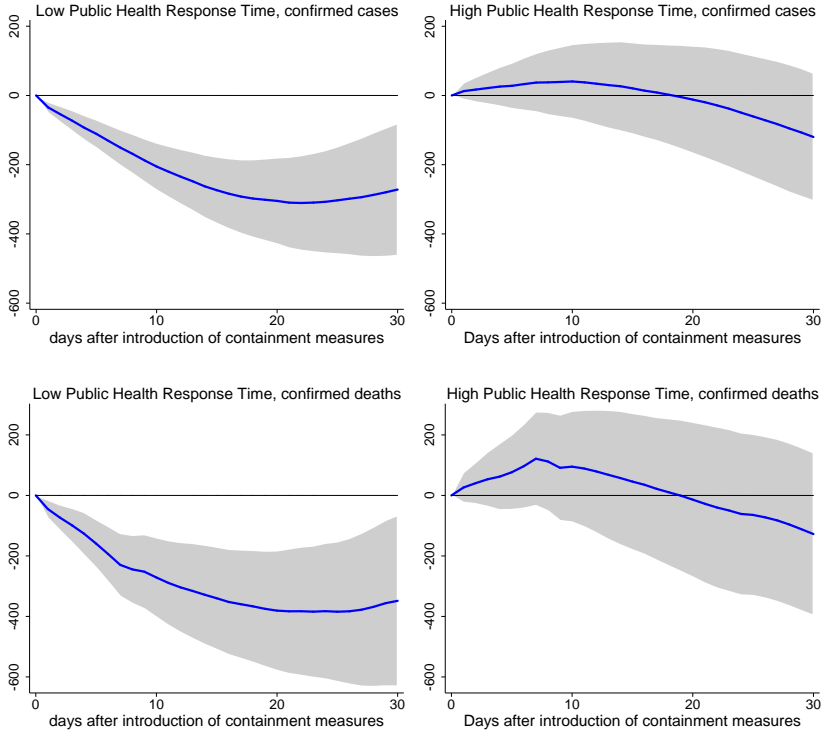 Low Public Health Response Time, confirmed cases
200
0
-200
-400
-600
0 10 20 30
days after introduction of containment measures
High Public Health Response Time, confirmed cases
200
0
-200
-400
-600
0 10 20 30
Days after introduction of containment measures
Low Public Health Response Time, confirmed deaths
200
0
-200
-400
-600
0 10 20 30
days after introduction of containment measures
High Public Health Response Time, confirmed deaths
200
0
-200
-400
-600
0 10 20 30
Days after introduction of containment measures